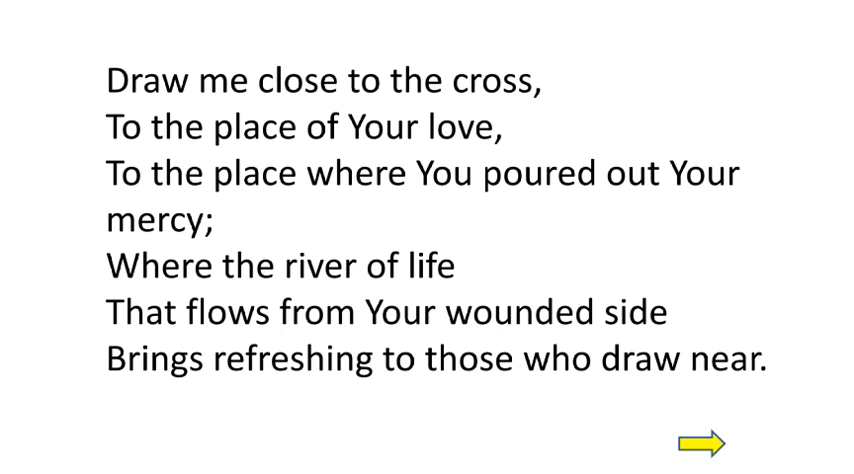 Draw me close to the cross,
To the place of Your love,
To the place where You poured out Your
mercy;
Where the river of life
That flows from Your wounded side
Brings refreshing to those who draw near.